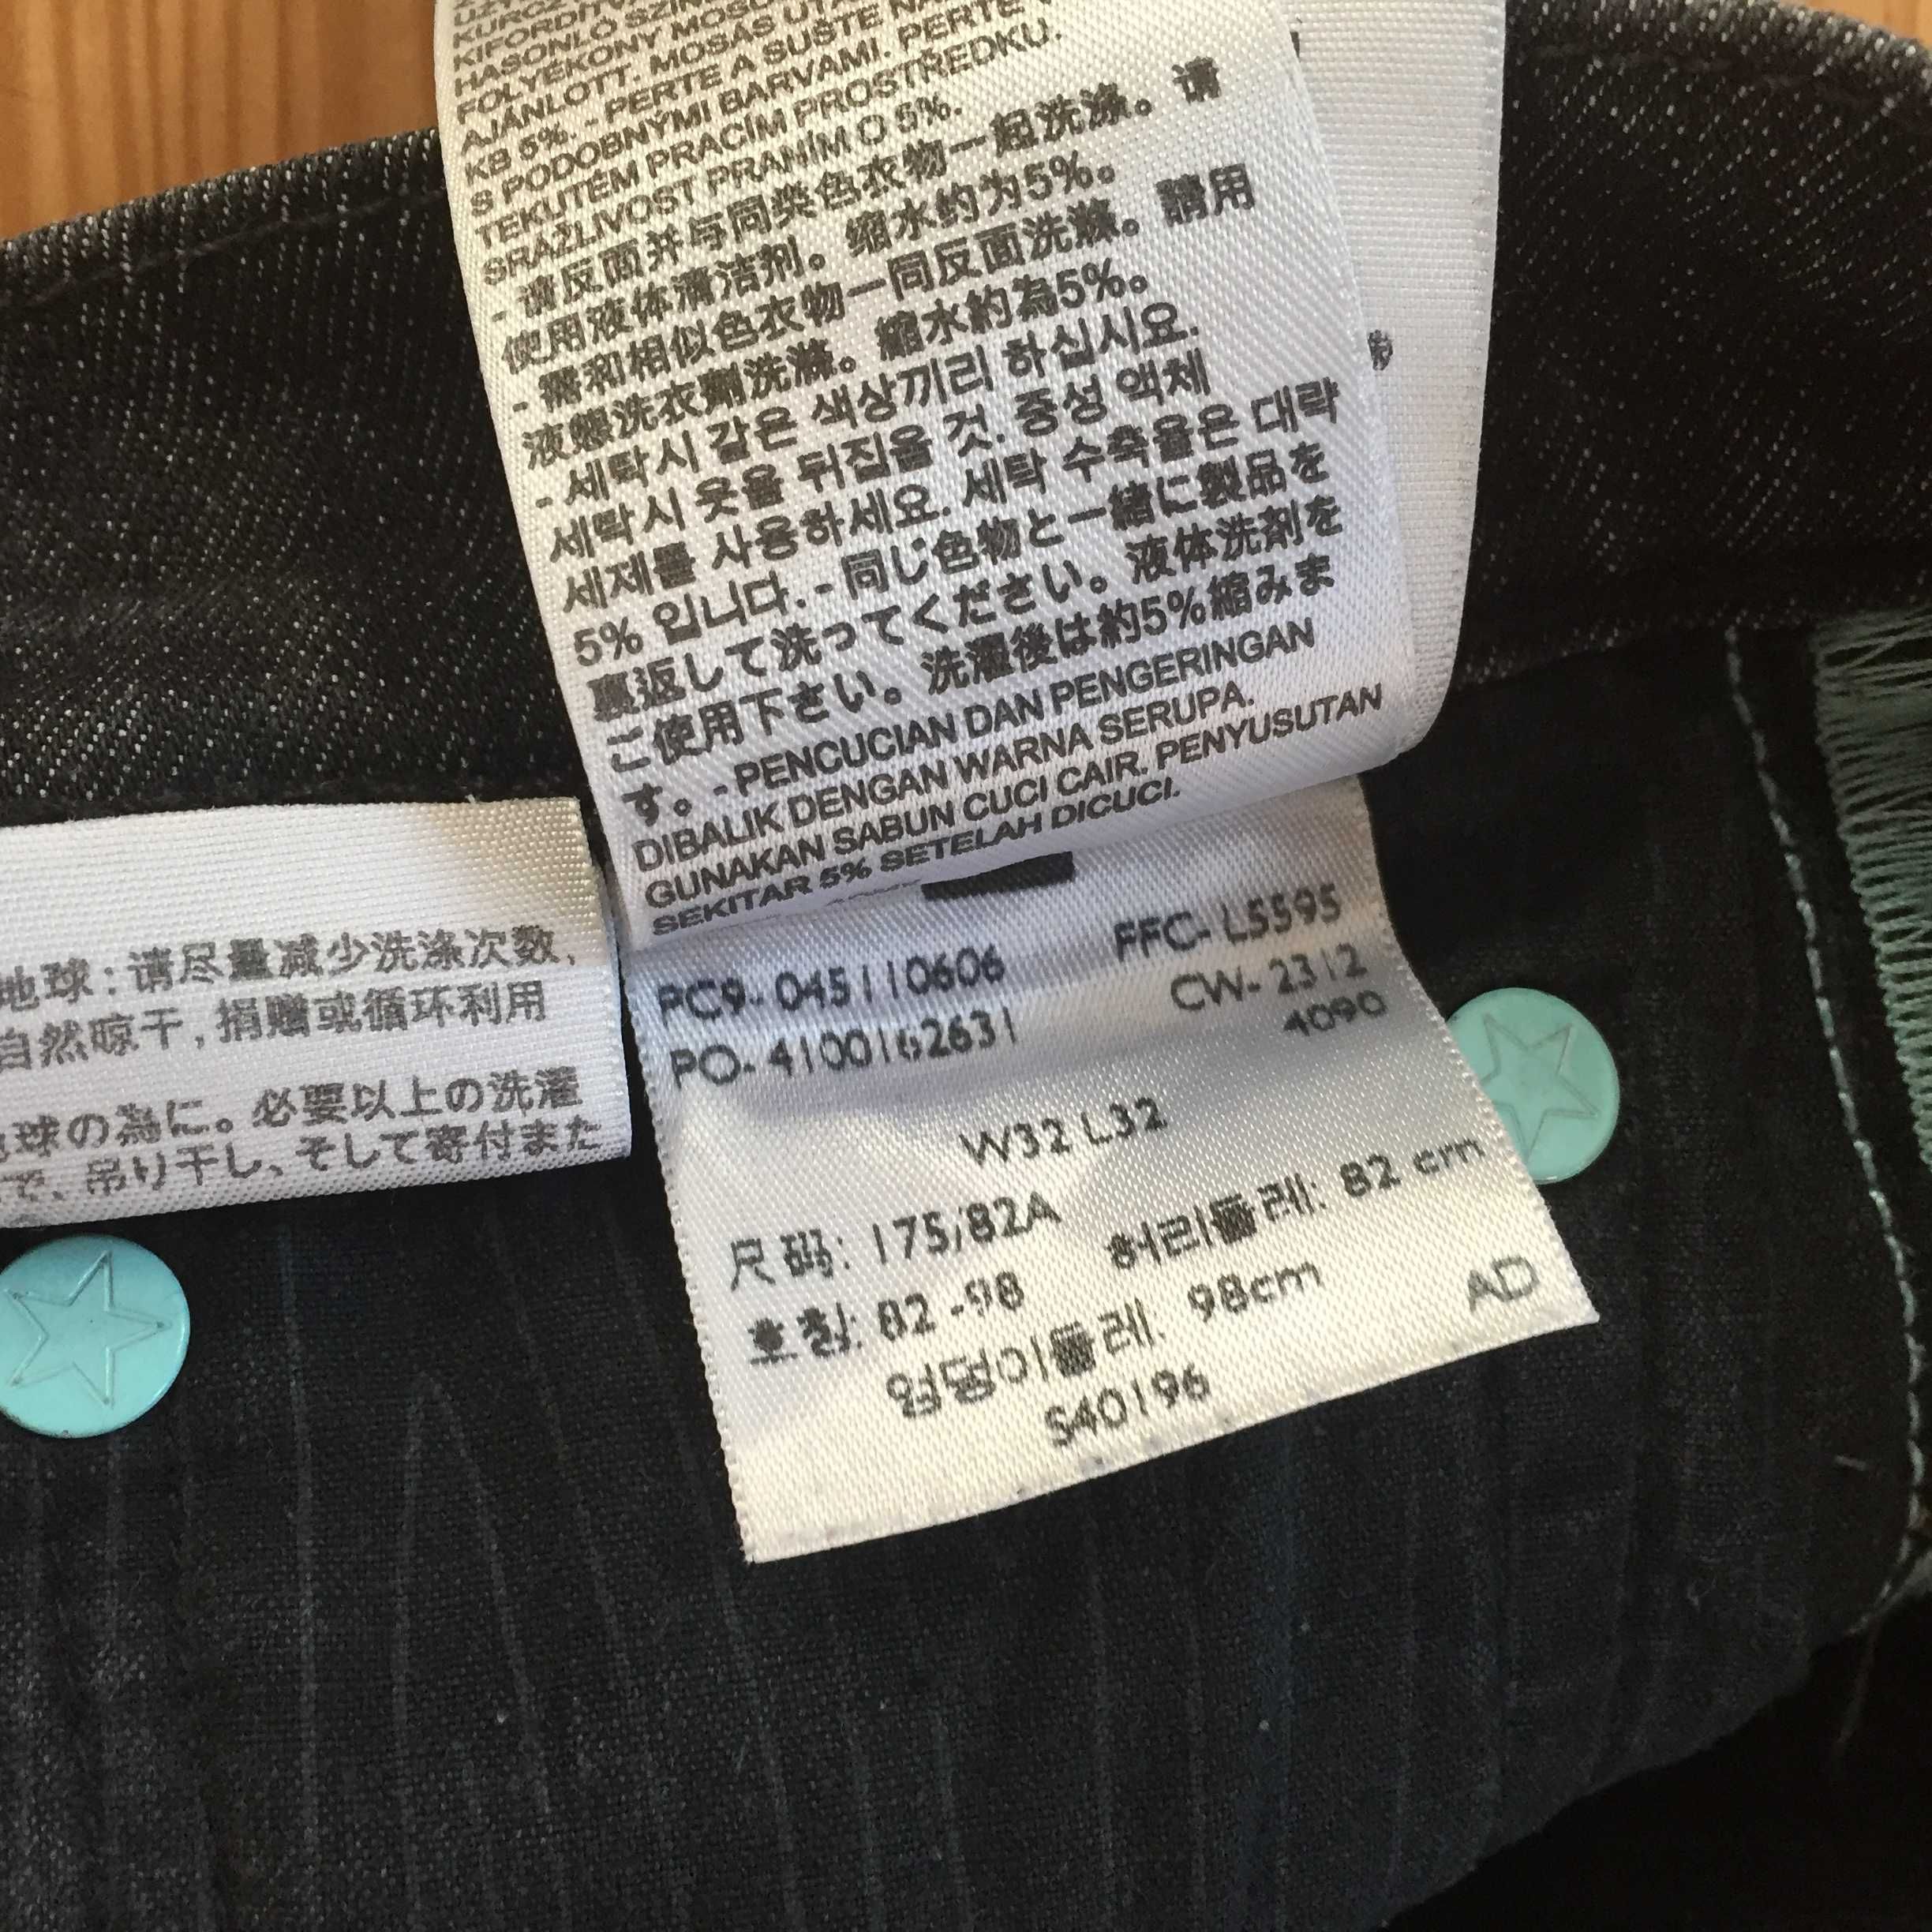 KIFORDÍTVA
HASONLÓ SZÍN
FOLYÉKONY MOSÓ
AJÁNLOTT. MOSÁS UTÁ
KB 5%. - PERTE A SUŠTE NA
S PODOBNÝMI BARVAMI. PERTE V
TEKUTÉM PRACÍM PROSTŘEDKU.
SRÁŽLIVOST PRANÍM O 5%.
- 请反面并与同类色衣物一起洗涤。请
使用液体清洁剂。缩水约为5%。
- 需和相似色衣物一同反面洗滌。請用
液態洗衣劑洗滌。縮水約為5%。
- 세탁시 같은 색상끼리 하십시요.
세탁시 옷을 뒤집을 것. 중성 액체
세제를 사용하세요. 세탁 수축율은 대략
5% 입니다. - 同じ色物と一緒に製品を
裏返して洗ってください。液体洗剤を
ご使用下さい。洗濯後は約5%縮みま
す。- PENCUCIAN DAN PENGERINGAN
DIBALIK DENGAN WARNA SERUPA.
GUNAKAN SABUN CUCI CAIR. PENYUSUTAN
SEKITAR 5% SETELAH DICUCI.
地球：请尽量减少洗涤次数,
自然晾干, 捐赠或循环利用
球の為に。必要以上の洗濯
で、吊り干し、そして寄付また
PC9- 045110606 FFC- L5595
PO- 4100162631 CW- 2312
4090
W32 L32
尺码: 175/82A 허리둘레: 82 cm
호칭: 82 -98
엉덩이둘레: 98cm AD
S40196